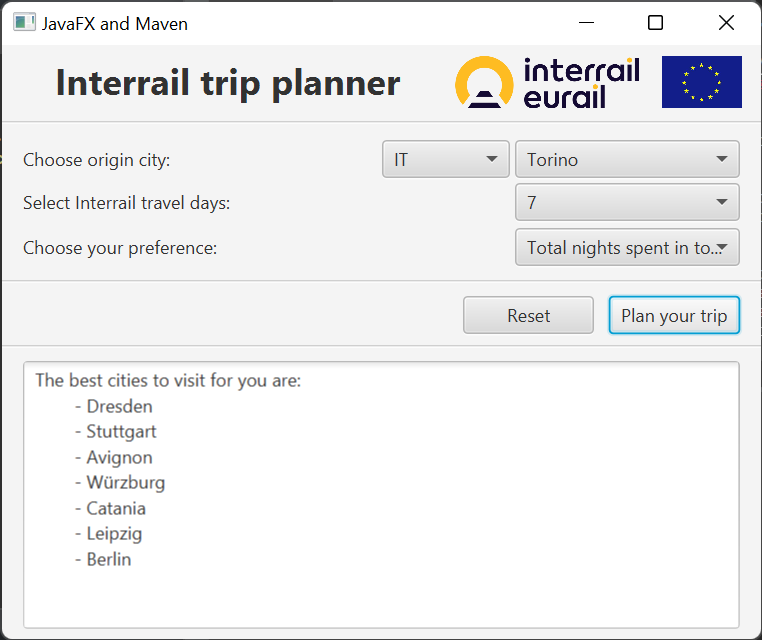 JavaFX and Maven
Interrail trip planner
interrail
eurail
Choose origin city:
IT
Torino
Select Interrail travel days:
7
Choose your preference:
Total nights spent in to...
Reset
Plan your trip
The best cities to visit for you are:
- Dresden
- Stuttgart
- Avignon
- Würzburg
- Catania
- Leipzig
- Berlin